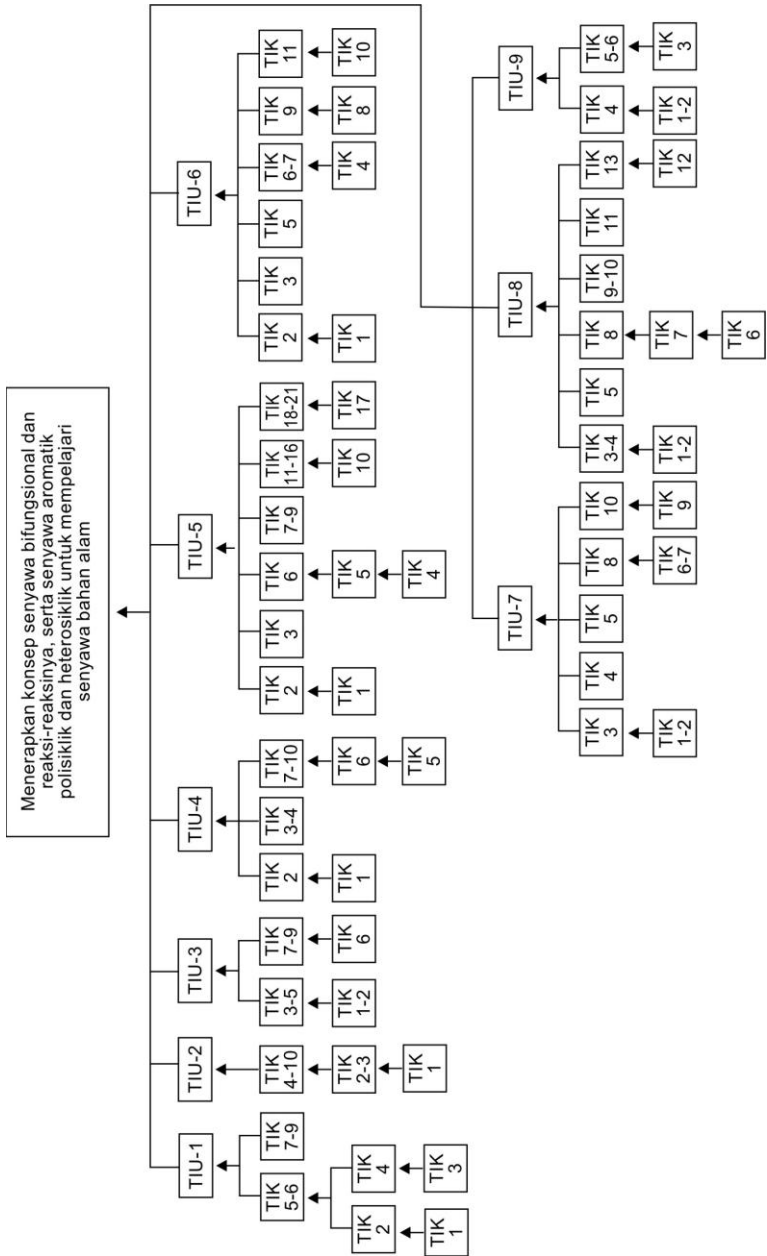 Menerapkan konsep senyawa bifungsional dan
reaksi-reaksinya, serta senyawa aromatik
polisiklik dan heterosiklik untuk mempelajari
senyawa bahan alam
TIU-1
TIK
5-6
TIK
7-9
TIK
2
TIK
4
TIK
1
TIK
3
TIU-2
TIK
4-10
TIK
2-3
TIK
1
TIU-3
TIK
3-5
TIK
7-9
TIK
1-2
TIK
6
TIU-4
TIK
2
TIK
3-4
TIK
7-10
TIK
1
TIK
6
TIK
5
TIU-5
TIK
2
TIK
3
TIK
6
TIK
7-9
TIK
11-16
TIK
18-21
TIK
1
TIK
5
TIK
10
TIK
17
TIK
4
TIU-6
TIK
2
TIK
3
TIK
5
TIK
6-7
TIK
9
TIK
11
TIK
1
TIK
4
TIK
8
TIK
10
TIU-7
TIK
3
TIK
4
TIK
5
TIK
8
TIK
10
TIK
1-2
TIK
6-7
TIK
9
TIU-8
TIK
3-4
TIK
5
TIK
8
TIK
9-10
TIK
11
TIK
13
TIK
1-2
TIK
7
TIK
12
TIK
6
TIU-9
TIK
4
TIK
5-6
TIK
1-2
TIK
3